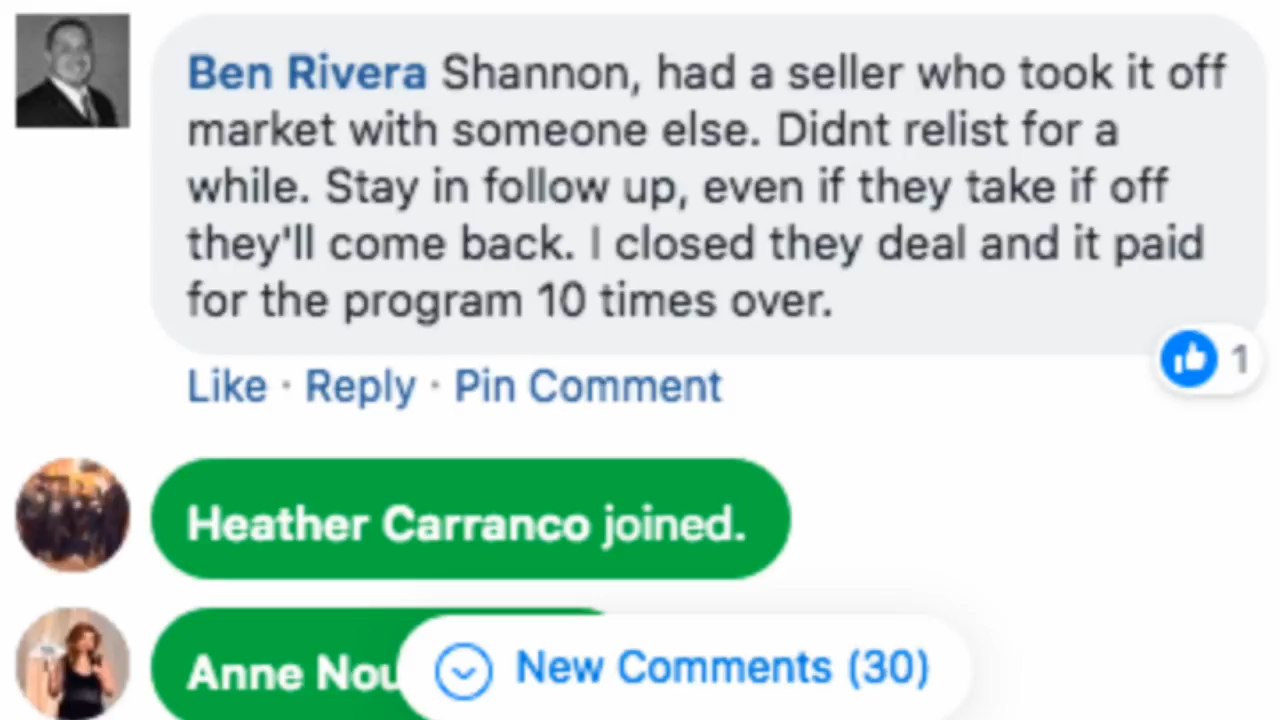 Ben Rivera Shannon, had a seller who took it off
market with someone else. Didnt relist for a
while. Stay in follow up, even if they take if off
they'll come back. I closed they deal and it paid
for the program 10 times over.
1
Like · Reply · Pin Comment
Heather Carranco joined.
Anne Nou
New Comments (30)